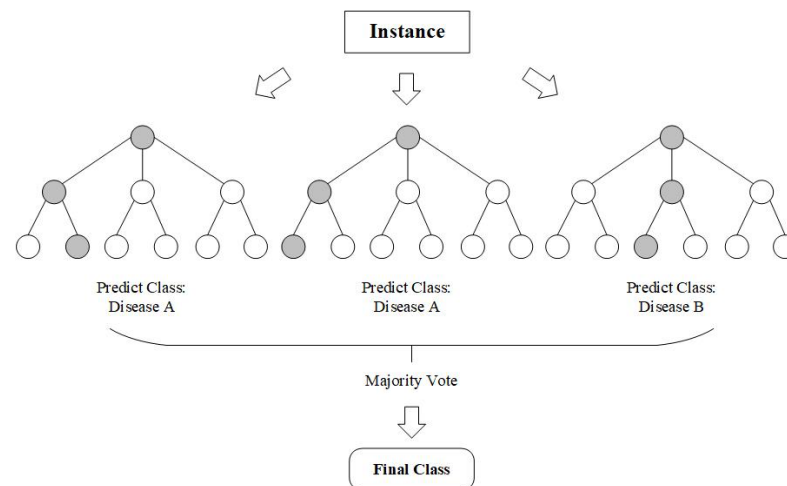 Instance
Predict Class:
Disease A
Predict Class:
Disease A
Predict Class:
Disease B
Majority Vote
Final Class